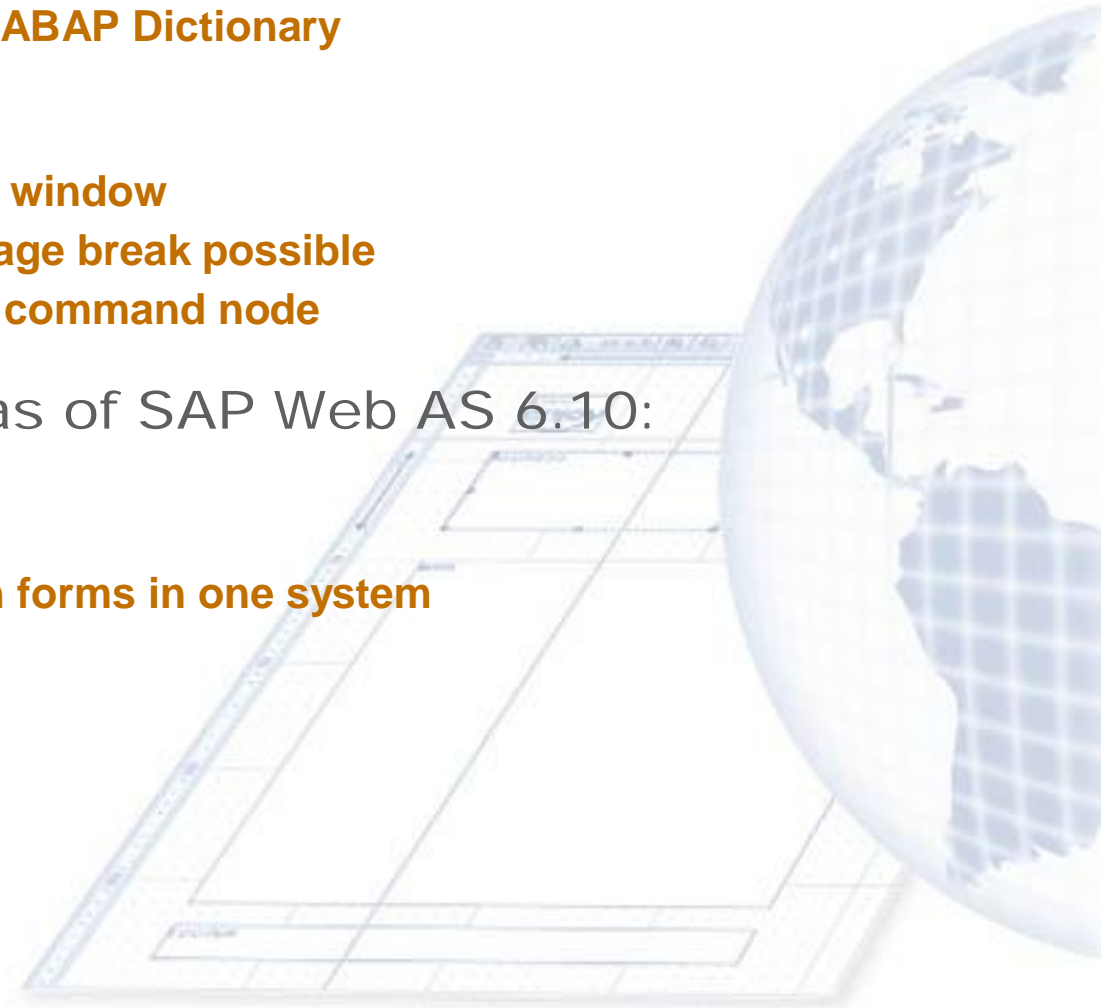 ABAP Dictionary
window
age break possible
command node
as of SAP Web AS 6.10:
forms in one system